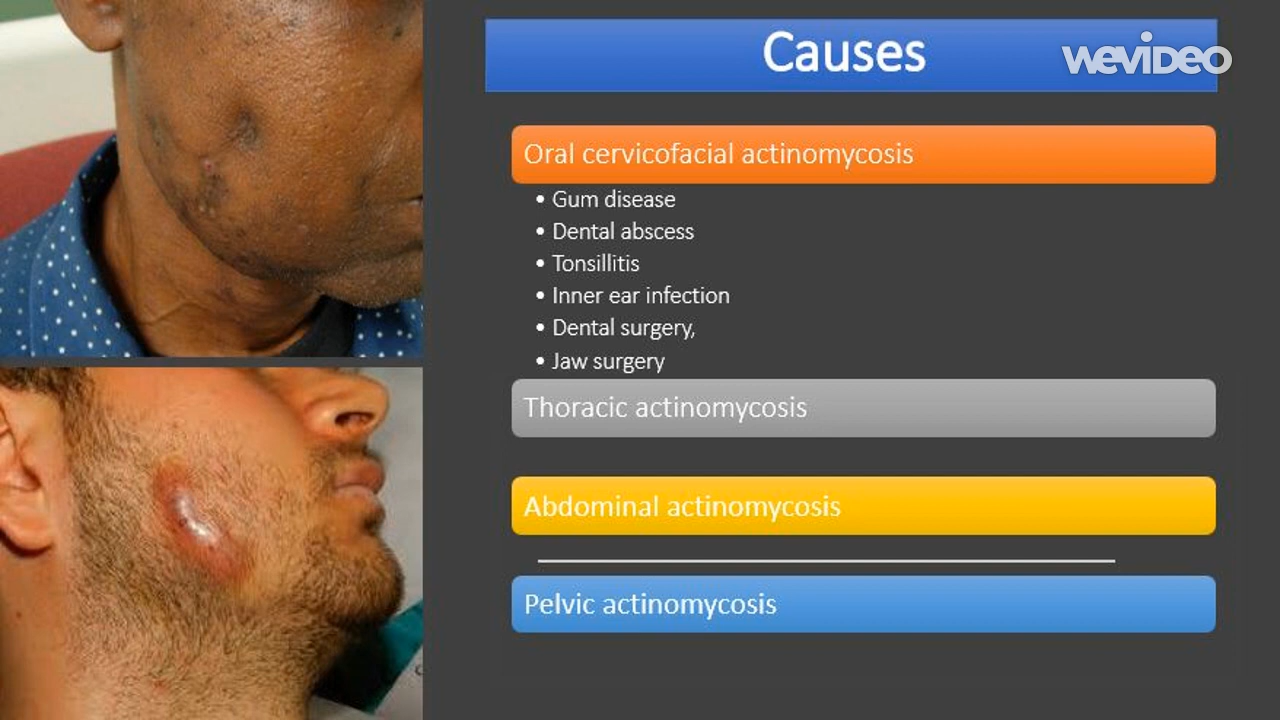 Causes
WEVIDEO
Oral cervicofacial actinomycosis
• Gum disease
• Dental abscess
• Tonsillitis
• Inner ear infection
• Dental surgery,
• Jaw surgery
Thoracic actinomycosis
Abdominal actinomycosis
Pelvic actinomycosis